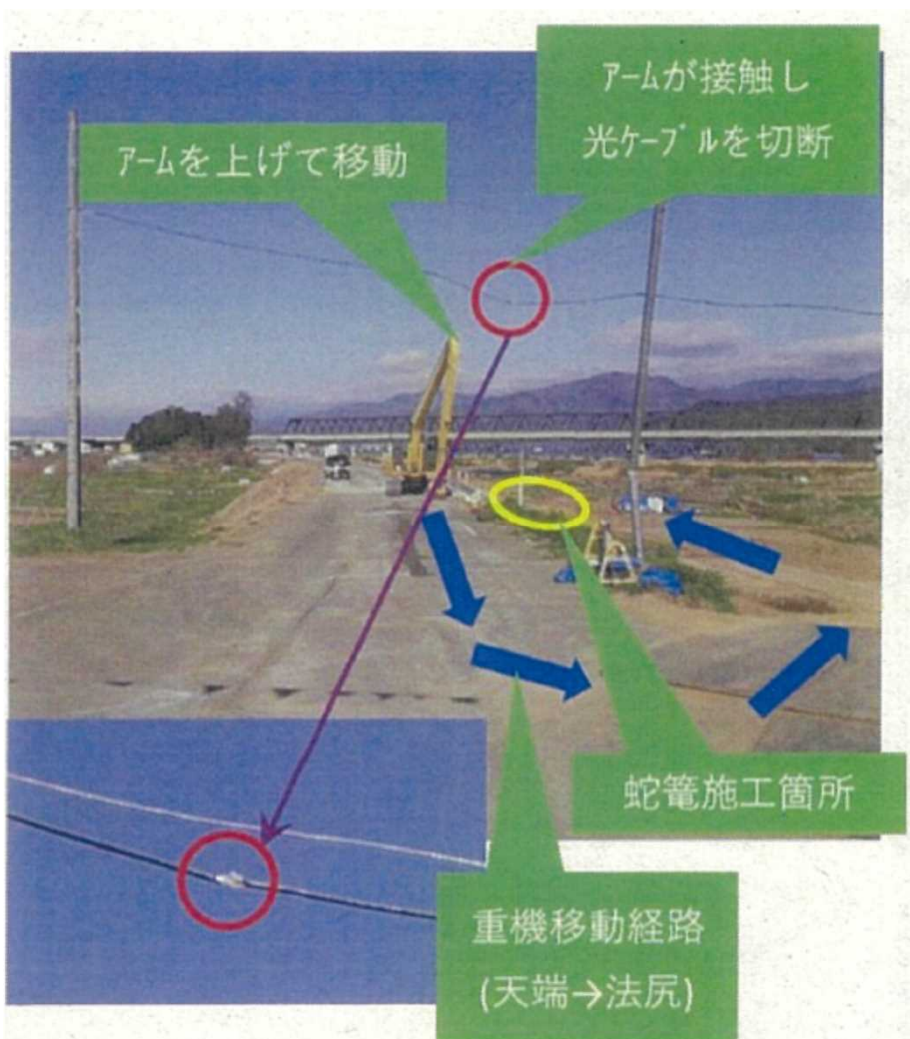 ｱｰﾑが接触し
光ｹｰﾌﾞﾙを切断
ｱｰﾑを上げて移動
蛇篭施工箇所
重機移動経路
(天端→法尻)